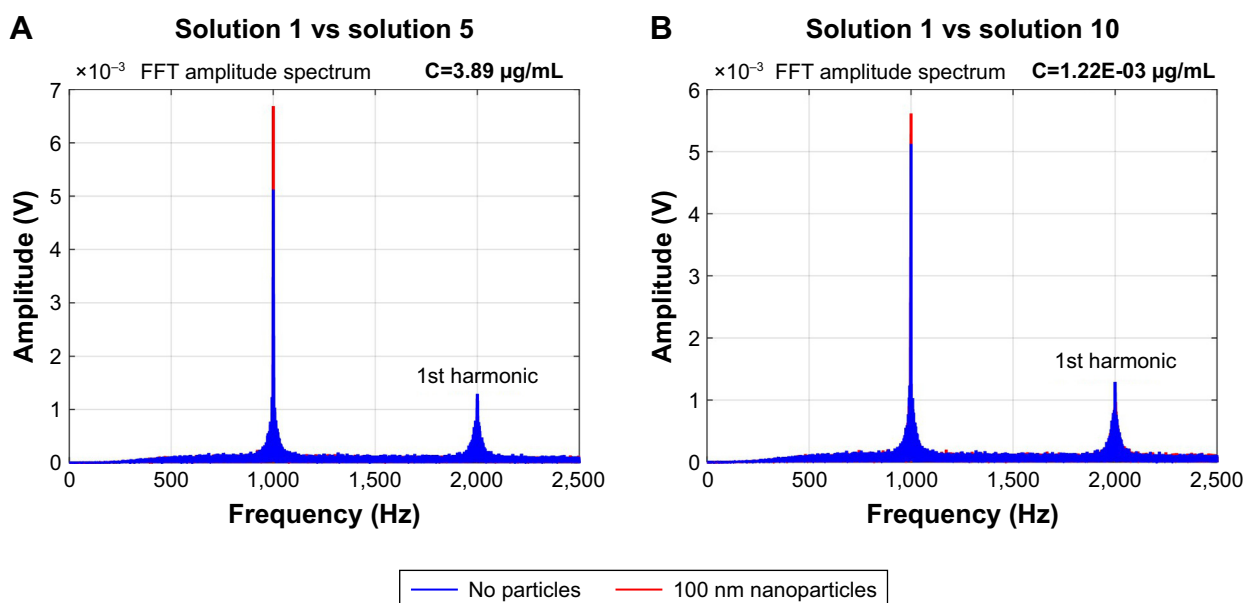 A
Solution 1 vs solution 5
×10⁻³ FFT amplitude spectrum C=3.89 µg/mL
7
6
5
4
3
2
1
0
Amplitude (V)
1st harmonic
0 500 1,000 1,500 2,000 2,500
Frequency (Hz)
B
Solution 1 vs solution 10
×10⁻³ FFT amplitude spectrum C=1.22E-03 µg/mL
6
5
4
3
2
1
0
Amplitude (V)
1st harmonic
0 500 1,000 1,500 2,000 2,500
Frequency (Hz)
No particles 100 nm nanoparticles